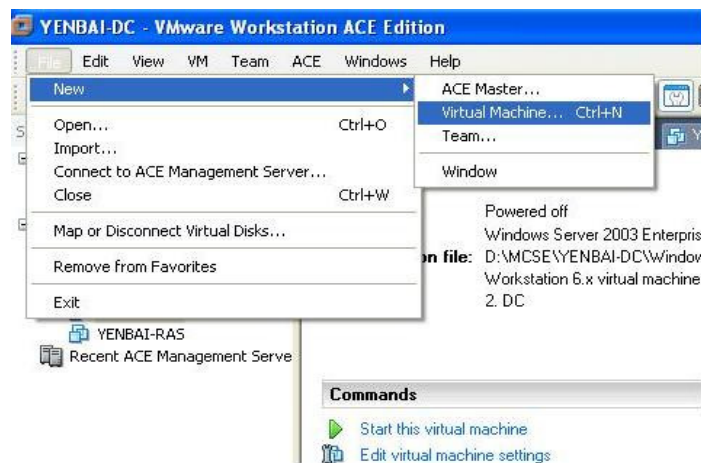 YENBAI-DC - VMware Workstation ACE Edition
File Edit View VM Team ACE Windows Help
New
ACE Master...
Virtual Machine... Ctrl+N
Team...
Window
Open... Ctrl+O
Import...
Connect to ACE Management Server...
Close Ctrl+W
Map or Disconnect Virtual Disks...
Remove from Favorites
Exit
Powered off
Windows Server 2003 Enterpris
on file: D:\MCSE\YENBAI-DC\Window
Workstation 6.x virtual machine
2. DC
YENBAI-RAS
Recent ACE Management Serve
Commands
Start this virtual machine
Edit virtual machine settings